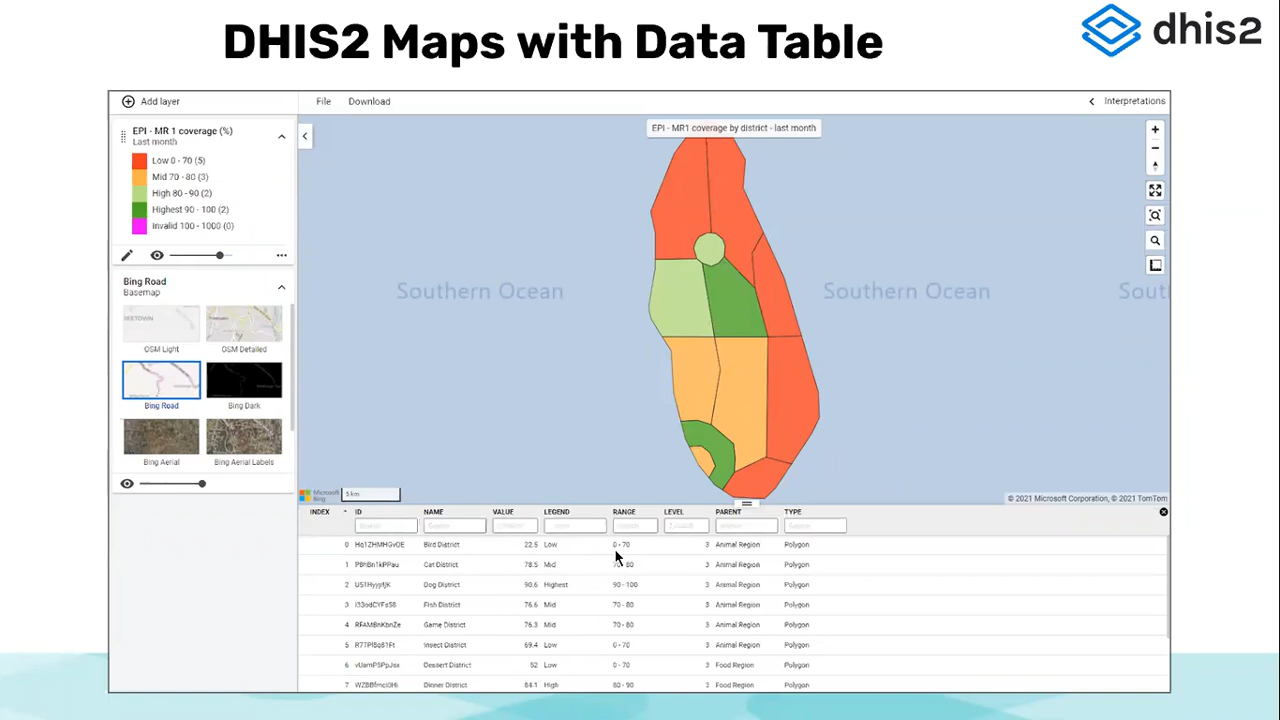 DHIS2 Maps with Data Table
dhis2
Add layer
File Download
Interpretations
EPI - MR 1 coverage (%)
Last month
Low 0 - 70 (5)
Mid 70 - 80 (3)
High 80 - 90 (2)
Highest 90 - 100 (2)
Invalid 100 - 1000 (0)
EPI - MR1 coverage by district - last month
Southern Ocean
Southern Ocean
Sout
Bing Road
Basemap
OSM Light
OSM Detailed
Bing Road
Bing Dark
Bing Aerial
Bing Aerial Labels
Microsoft
Bing
5 km
© 2021 Microsoft Corporation, © 2021 TomTom
INDEX ID NAME VALUE LEGEND RANGE LEVEL PARENT TYPE
0 Bird District 22.5 Low 0 - 70 3 Animal Region Polygon
1 Cat District 78.5 Mid 70 - 80 3 Animal Region Polygon
2 Dog District 90.6 Highest 90 - 100 3 Animal Region Polygon
3 Fish District 76.6 Mid 70 - 80 3 Animal Region Polygon
4 Game District 76.3 Mid 70 - 80 3 Animal Region Polygon
5 Insect District 69.4 Low 0 - 70 3 Animal Region Polygon
6 Dessert District 52 Low 0 - 70 3 Food Region Polygon
7 Dinner District 84.1 High 80 - 90 3 Food Region Polygon